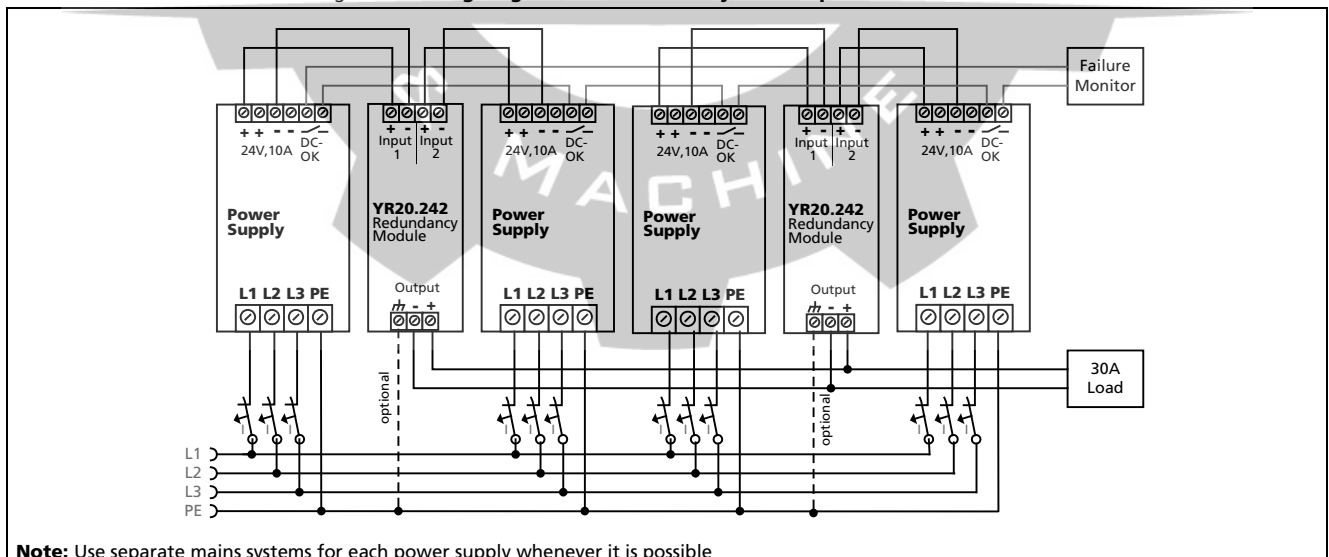 Failure
Monitor
+ + - -
24V,10A
DC-
OK
Power
Supply
L1 L2 L3 PE
+ - + -
Input
1
Input
2
YR20.242
Redundancy
Module
Output
- +
+ + - -
24V,10A
DC-
OK
Power
Supply
L1 L2 L3 PE
+ + - -
24V,10A
DC-
OK
Power
Supply
L1 L2 L3 PE
+ - + -
Input
1
Input
2
YR20.242
Redundancy
Module
Output
- +
+ + - -
24V,10A
DC-
OK
Power
Supply
L1 L2 L3 PE
MACHINE
optional
optional
30A
Load
L1
L2
L3
PE
Note: Use separate mains systems for each power supply whenever it is possible